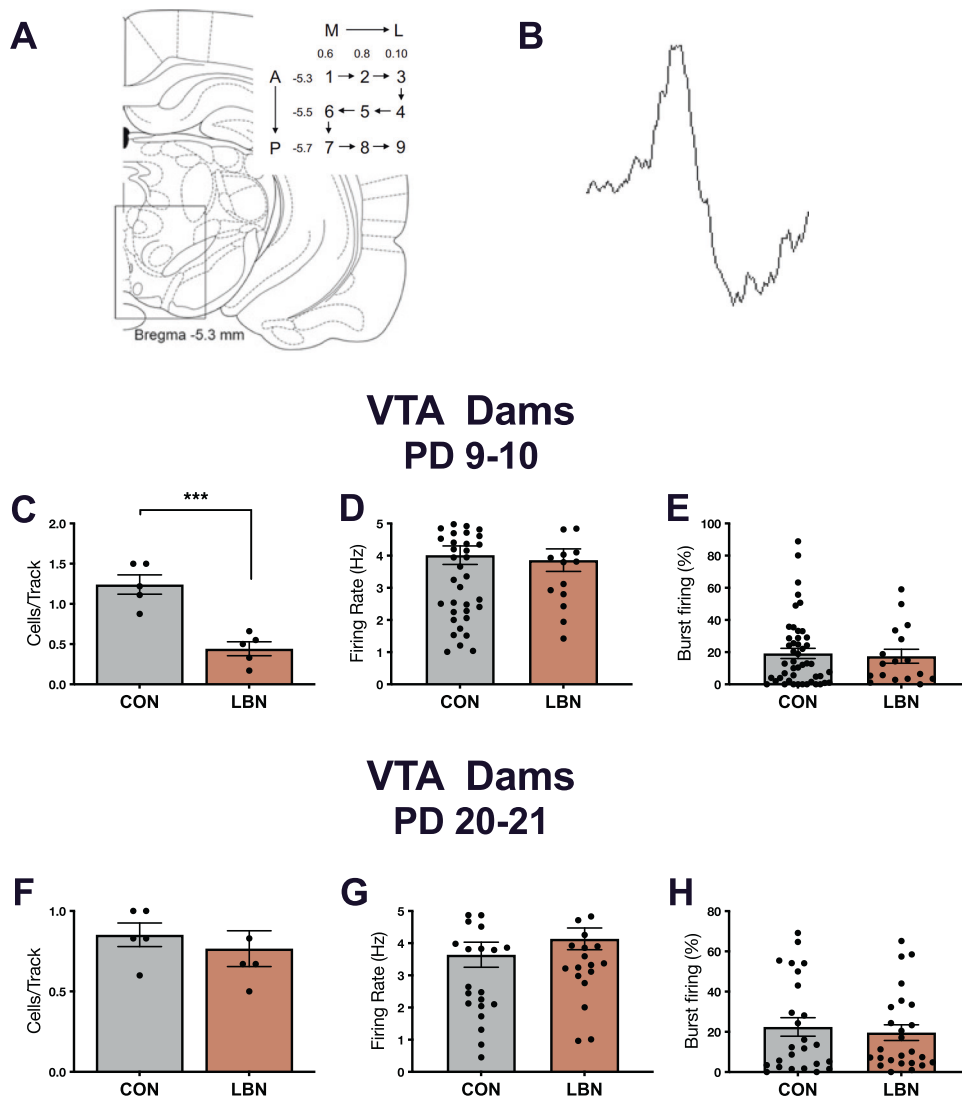 A
M L
0.6 0.8 0.10
A -5.3 1 2 3
-5.5 6 5 4
P -5.7 7 8 9
Bregma -5.3 mm
B
VTA Dams
PD 9-10
C
***
Cells/Track
2.0
1.5
1.0
0.5
0.0
CON LBN
D
Firing Rate (Hz)
5
4
3
2
1
0
CON LBN
E
Burst firing (%)
100
80
60
40
20
0
CON LBN
VTA Dams
PD 20-21
F
Cells/Track
1.0
0.5
0.0
CON LBN
G
Firing Rate (Hz)
5
4
3
2
1
0
CON LBN
H
Burst firing (%)
80
60
40
20
0
CON LBN